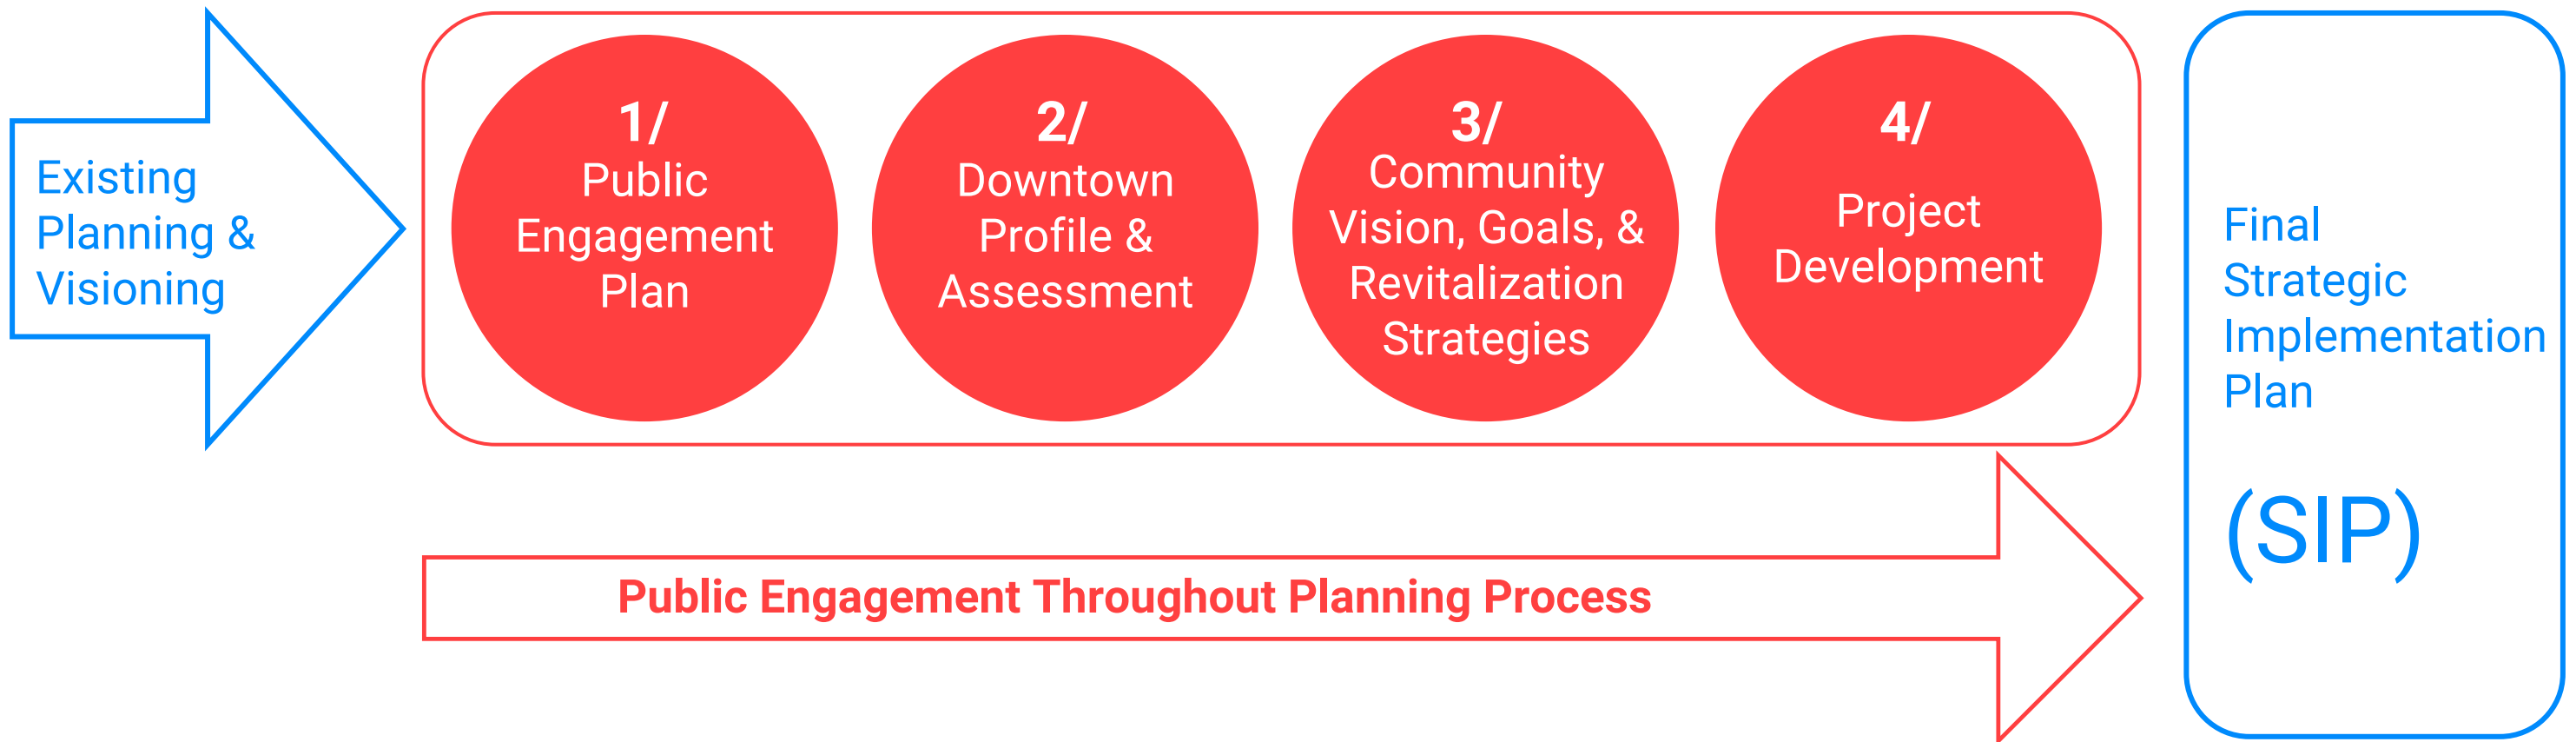 Existing
Planning &
Visioning
1/
Public
Engagement
Plan
2/
Downtown
Profile &
Assessment
3/
Community
Vision, Goals, &
Revitalization
Strategies
4/
Project
Development
Public Engagement Throughout Planning Process
Final
Strategic
Implementation
Plan
(SIP)